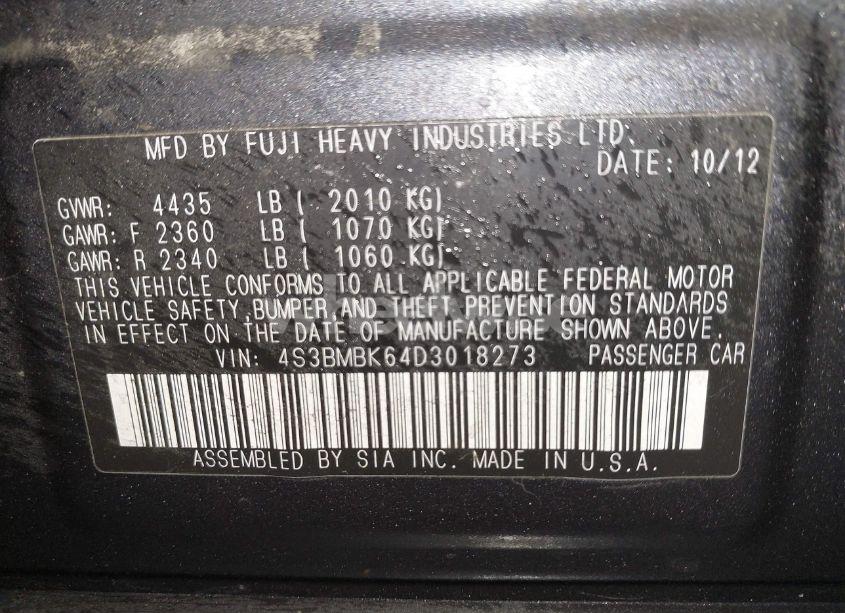 MFD BY FUJI HEAVY INDUSTRIES LTD.
DATE: 10/12
GVWR: 4435 LB ( 2010 KG)
GAWR: F 2360 LB ( 1070 KG)
GAWR: R 2340 LB ( 1060 KG)
THIS VEHICLE CONFORMS TO ALL APPLICABLE FEDERAL MOTOR
VEHICLE SAFETY,BUMPER,AND THEFT PREVENTION STANDARDS
IN EFFECT ON THE DATE OF MANUFACTURE SHOWN ABOVE.
VIN: 4S3BMBK64D3018273 PASSENGER CAR
ASSEMBLED BY SIA INC. MADE IN U.S.A.